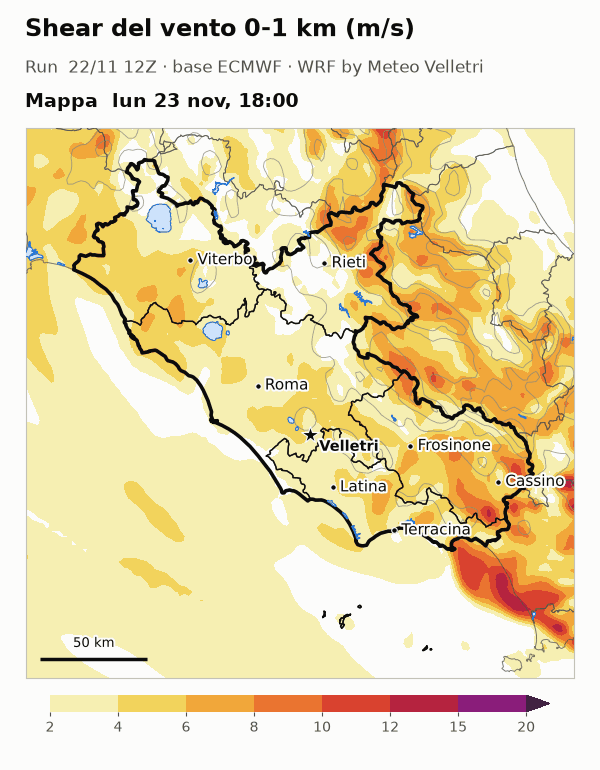 Shear del vento 0-1 km (m/s)
Run  22/11 12Z · base ECMWF · WRF by Meteo Velletri
Mappa  lun 23 nov, 18:00
Viterbo
Rieti
Roma
Velletri
Frosinone
Latina
Cassino
Terracina
50 km
2 4 6 8 10 12 15 20